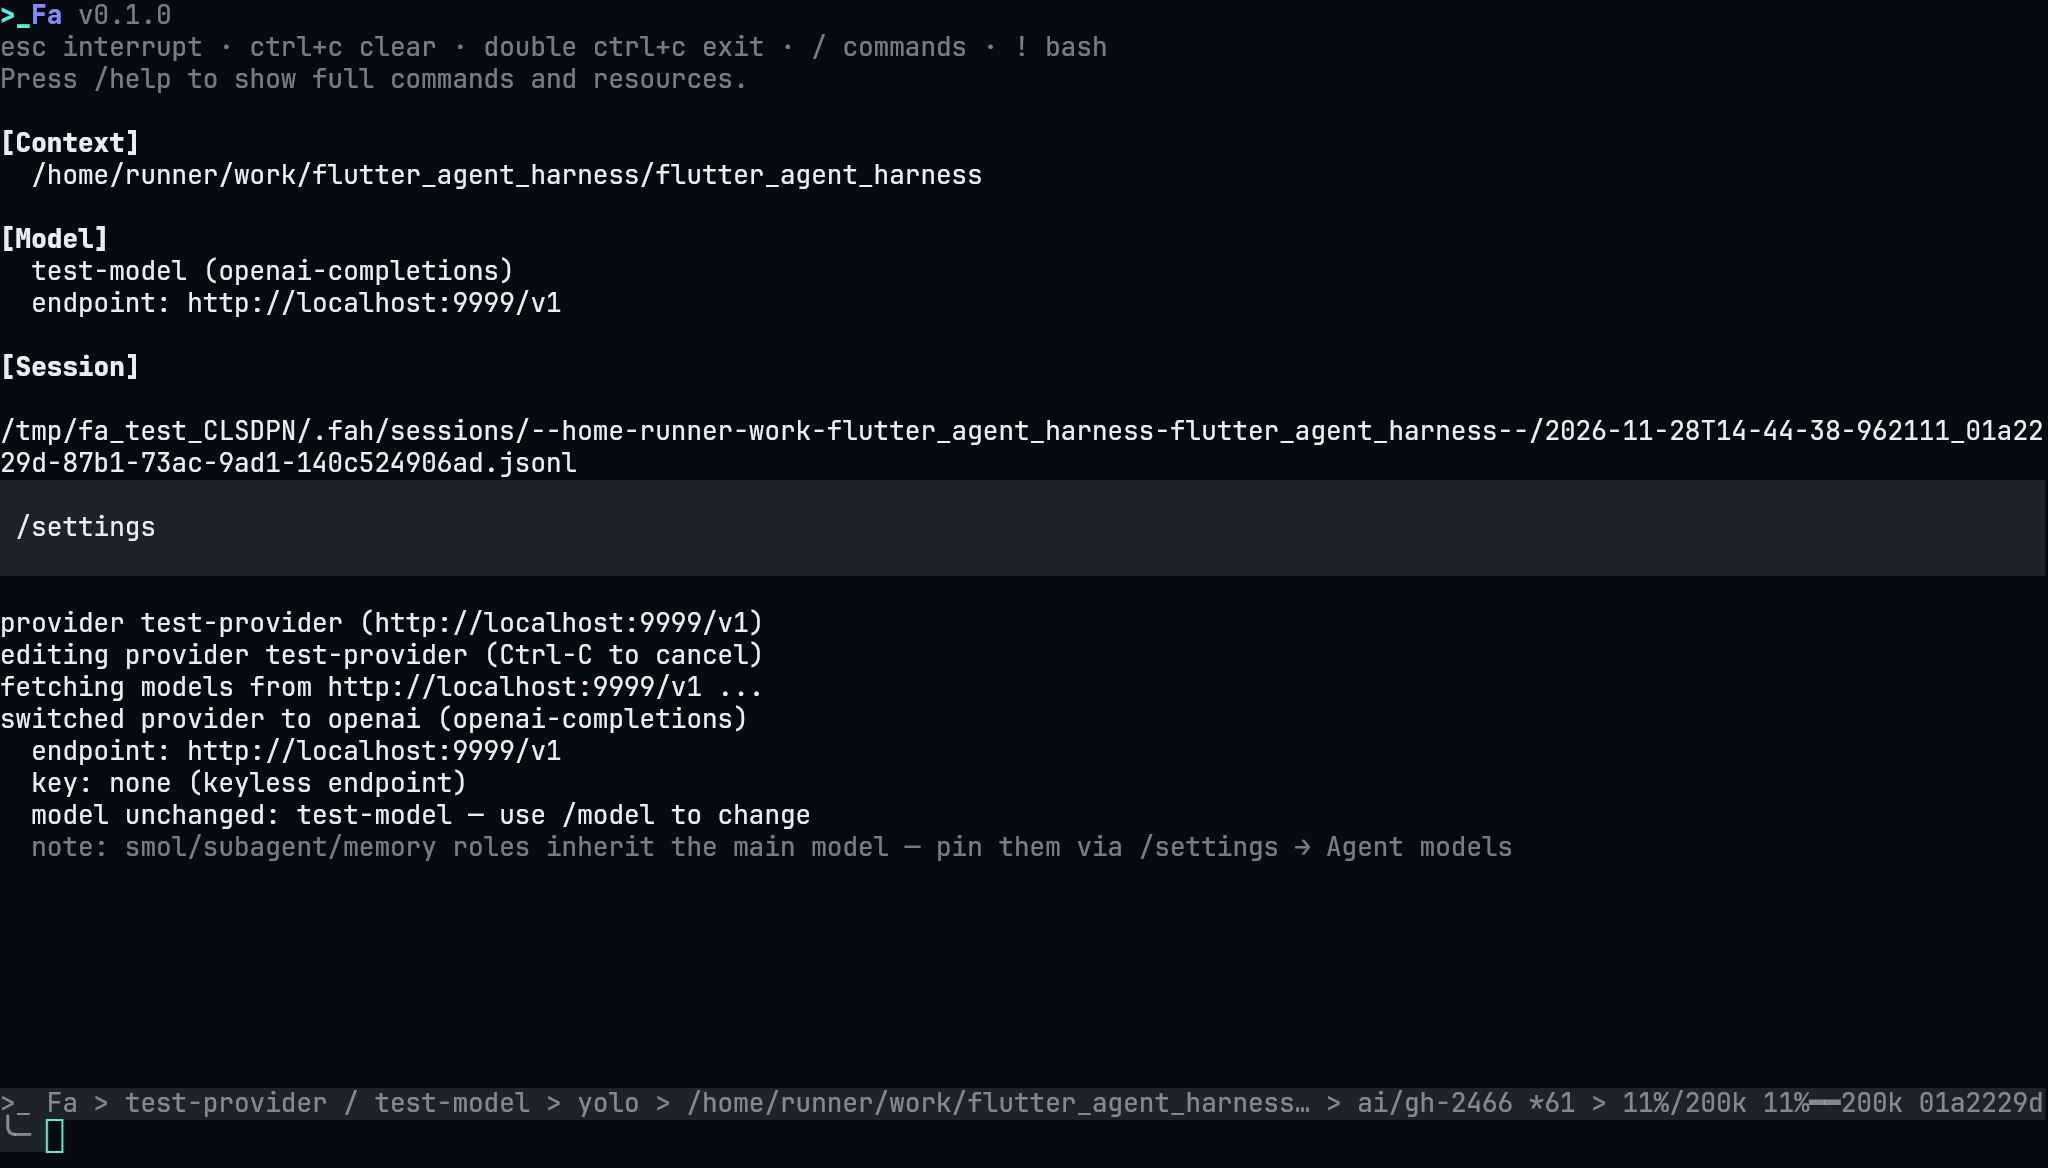 >_Fa v0.1.0
esc interrupt · ctrl+c clear · double ctrl+c exit · / commands · ! bash
Press /help to show full commands and resources.
[Context]
/home/runner/work/flutter_agent_harness/flutter_agent_harness
[Model]
test-model (openai-completions)
endpoint: http://localhost:9999/v1
[Session]
/tmp/fa_test_CLSDPN/.fah/sessions/--home-runner-work-flutter_agent_harness-flutter_agent_harness--/2026-11-28T14-44-38-962111_01a22
29d-87b1-73ac-9ad1-140c524906ad.jsonl
/settings
provider test-provider (http://localhost:9999/v1)
editing provider test-provider (Ctrl-C to cancel)
fetching models from http://localhost:9999/v1 ...
switched provider to openai (openai-completions)
endpoint: http://localhost:9999/v1
key: none (keyless endpoint)
model unchanged: test-model — use /model to change
note: smol/subagent/memory roles inherit the main model — pin them via /settings → Agent models
>_ Fa > test-provider / test-model > yolo > /home/runner/work/flutter_agent_harness… > ai/gh-2466 *61 > 11%/200k 11%━━200k 01a2229d